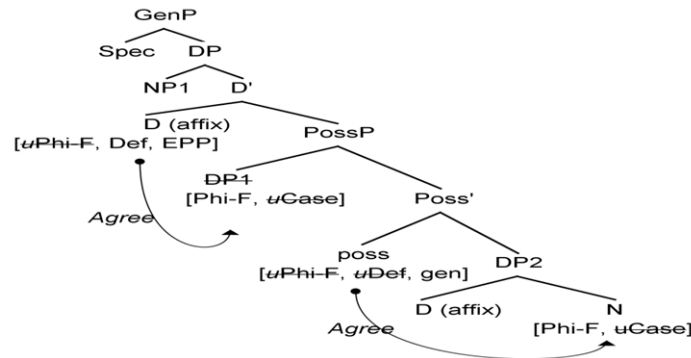 GenP
Spec DP
NP1 D'
D (affix) PossP
[uPhi-F, Def, EPP] DP1
[Phi-F, uCase] Poss'
Agree
poss DP2
[uPhi-F, uDef, gen]
D (affix) N
Agree [Phi-F, uCase]